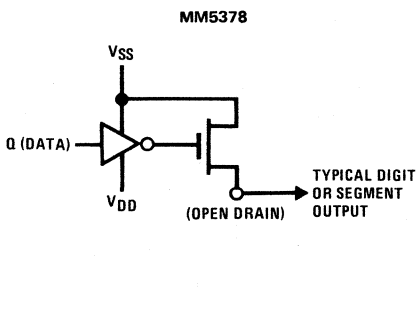 MM5378
VSS
Q (DATA)
VDD
(OPEN DRAIN)
TYPICAL DIGIT
OR SEGMENT
OUTPUT